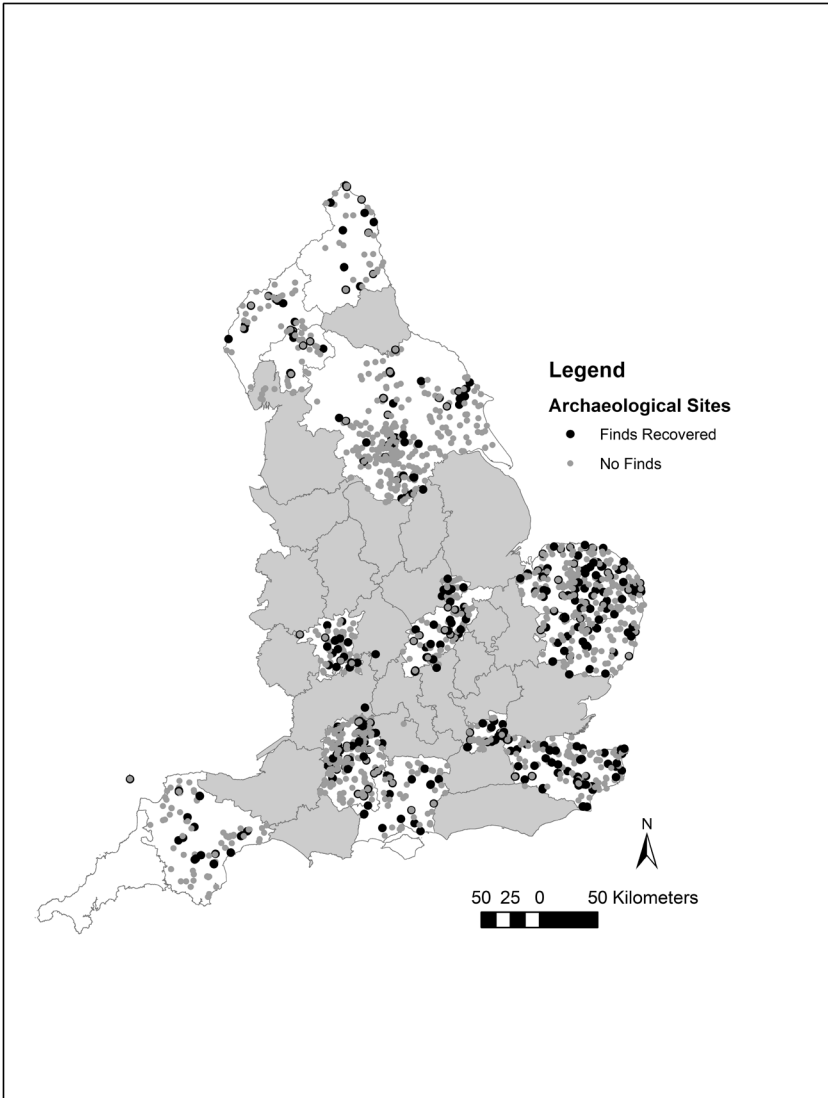 Legend
Archaeological Sites
Finds Recovered
No Finds
N
50 25 0 50 Kilometers